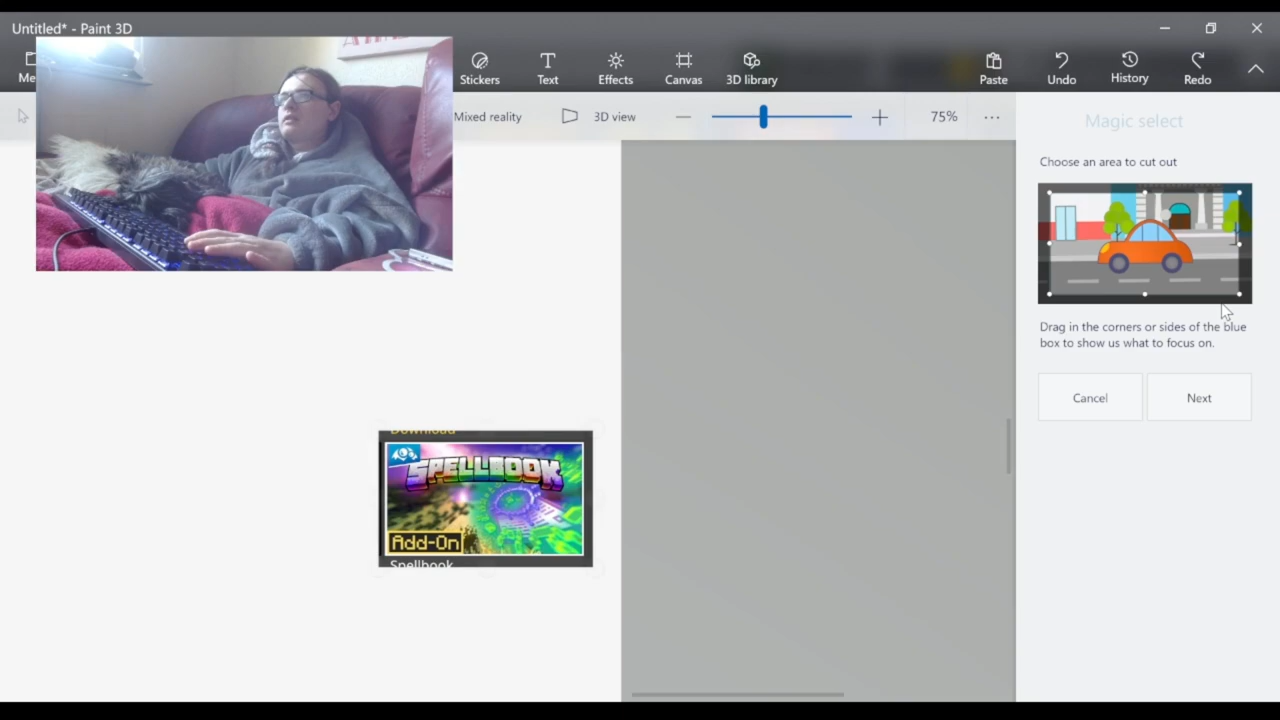 Untitled* - Paint 3D
Me
Stickers
Text
Effects
Canvas
3D library
Paste
Undo
History
Redo
Mixed reality
3D view
75%
Magic select
Choose an area to cut out
Drag in the corners or sides of the blue
box to show us what to focus on.
Cancel
Next
Download
SPELLBOOK
Add-On
Spellbook